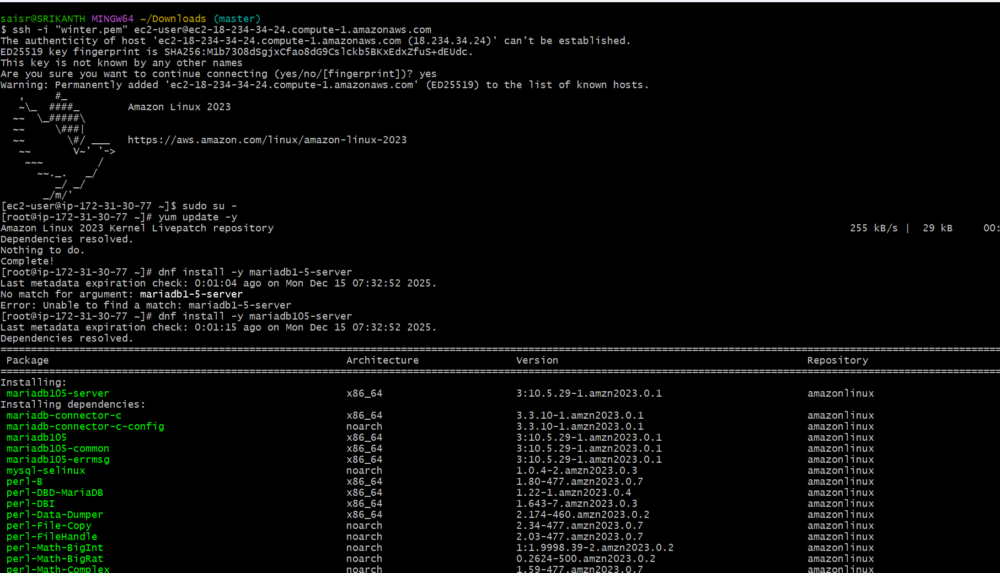 saisr@SRIKANTH MINGW64 ~/Downloads (master)
$ ssh -i "winter.pem" ec2-user@ec2-18-234-34-24.compute-1.amazonaws.com
The authenticity of host 'ec2-18-234-34-24.compute-1.amazonaws.com (18.234.34.24)' can't be established.
ED25519 key fingerprint is SHA256:M1b73O8dSgjxCfao8dG9Cslckb5BKxEdxZfuS+dEUdc.
This key is not known by any other names
Are you sure you want to continue connecting (yes/no/[fingerprint])? yes
Warning: Permanently added 'ec2-18-234-34-24.compute-1.amazonaws.com' (ED25519) to the list of known hosts.
   ,     #_
   ~\_  ####_        Amazon Linux 2023
  ~~  \_#####\
  ~~     \###|
  ~~       \#/ ___   https://aws.amazon.com/linux/amazon-linux-2023
   ~~       V~' '->
    ~~~         /
      ~~._.   _/
         _/ _/
       _/m/'
[ec2-user@ip-172-31-30-77 ~]$ sudo su -
[root@ip-172-31-30-77 ~]# yum update -y
Amazon Linux 2023 Kernel Livepatch repository 255 kB/s | 29 kB 00:
Dependencies resolved.
Nothing to do.
Complete!
[root@ip-172-31-30-77 ~]# dnf install -y mariadb1-5-server
Last metadata expiration check: 0:01:04 ago on Mon Dec 15 07:32:52 2025.
No match for argument: mariadb1-5-server
Error: Unable to find a match: mariadb1-5-server
[root@ip-172-31-30-77 ~]# dnf install -y mariadb105-server
Last metadata expiration check: 0:01:15 ago on Mon Dec 15 07:32:52 2025.
Dependencies resolved.
Package Architecture Version Repository
Installing:
mariadb105-server x86_64 3:10.5.29-1.amzn2023.0.1 amazonlinux
Installing dependencies:
mariadb-connector-c x86_64 3.3.10-1.amzn2023.0.1 amazonlinux
mariadb-connector-c-config noarch 3.3.10-1.amzn2023.0.1 amazonlinux
mariadb105 x86_64 3:10.5.29-1.amzn2023.0.1 amazonlinux
mariadb105-common x86_64 3:10.5.29-1.amzn2023.0.1 amazonlinux
mariadb105-errmsg x86_64 3:10.5.29-1.amzn2023.0.1 amazonlinux
mysql-selinux noarch 1.0.4-2.amzn2023.0.3 amazonlinux
perl-B x86_64 1.80-477.amzn2023.0.7 amazonlinux
perl-DBD-MariaDB x86_64 1.22-1.amzn2023.0.4 amazonlinux
perl-DBI x86_64 1.643-7.amzn2023.0.3 amazonlinux
perl-Data-Dumper x86_64 2.174-460.amzn2023.0.2 amazonlinux
perl-File-Copy noarch 2.34-477.amzn2023.0.7 amazonlinux
perl-FileHandle noarch 2.03-477.amzn2023.0.7 amazonlinux
perl-Math-BigInt noarch 1:1.9998.39-2.amzn2023.0.2 amazonlinux
perl-Math-BigRat noarch 0.2624-500.amzn2023.0.2 amazonlinux
perl-Math-Complex noarch 1.59-477.amzn2023.0.7 amazonlinux